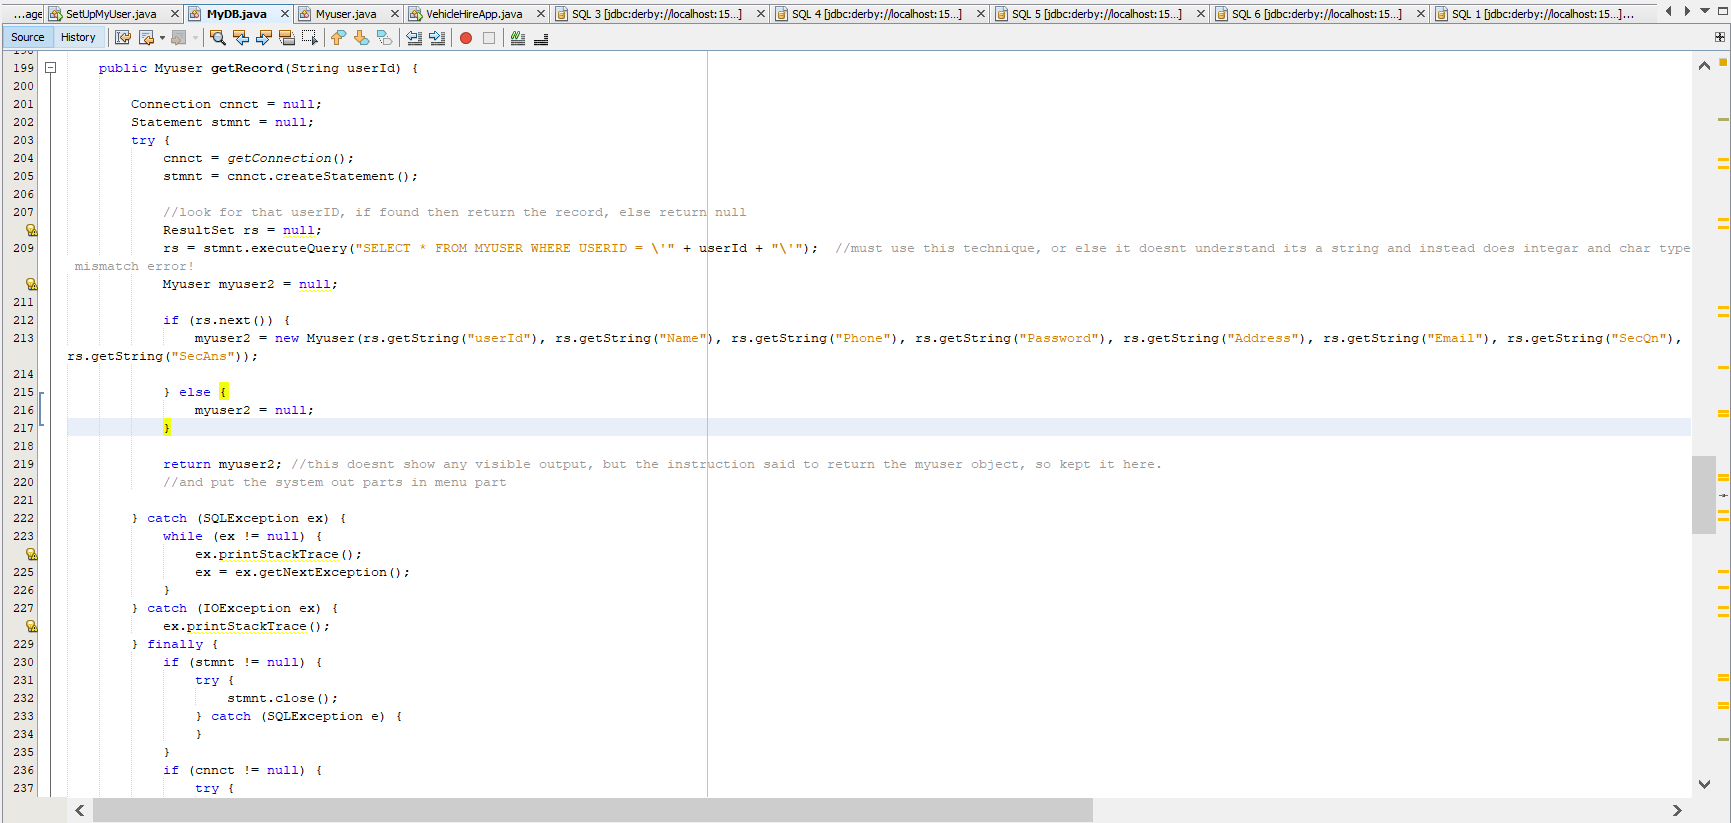 ...age SetUpMyUser.java MyDB.java Myuser.java VehicleHireApp.java SQL 3 [jdbc:derby://localhost:15...] SQL 4 [jdbc:derby://localhost:15...] SQL 5 [jdbc:derby://localhost:15...] SQL 6 [jdbc:derby://localhost:15...] SQL 1 [jdbc:derby://localhost:15...]...
Source History
198
199 public Myuser getRecord(String userId) {
200
201 Connection cnnct = null;
202 Statement stmnt = null;
203 try {
204 cnnct = getConnection();
205 stmnt = cnnct.createStatement();
206
207 //look for that userID, if found then return the record, else return null
ResultSet rs = null;
209 rs = stmnt.executeQuery("SELECT * FROM MYUSER WHERE USERID = \'" + userId + "\'"); //must use this technique, or else it doesnt understand its a string and instead does integar and char type
mismatch error!
Myuser myuser2 = null;
211
212 if (rs.next()) {
213 myuser2 = new Myuser(rs.getString("userId"), rs.getString("Name"), rs.getString("Phone"), rs.getString("Password"), rs.getString("Address"), rs.getString("Email"), rs.getString("SecQn"),
rs.getString("SecAns"));
214
215 } else {
216 myuser2 = null;
217 }
218
219 return myuser2; //this doesnt show any visible output, but the instruction said to return the myuser object, so kept it here.
220 //and put the system out parts in menu part
221
222 } catch (SQLException ex) {
223 while (ex != null) {
ex.printStackTrace();
225 ex = ex.getNextException();
226 }
227 } catch (IOException ex) {
ex.printStackTrace();
229 } finally {
230 if (stmnt != null) {
231 try {
232 stmnt.close();
233 } catch (SQLException e) {
234 }
235 }
236 if (cnnct != null) {
237 try {